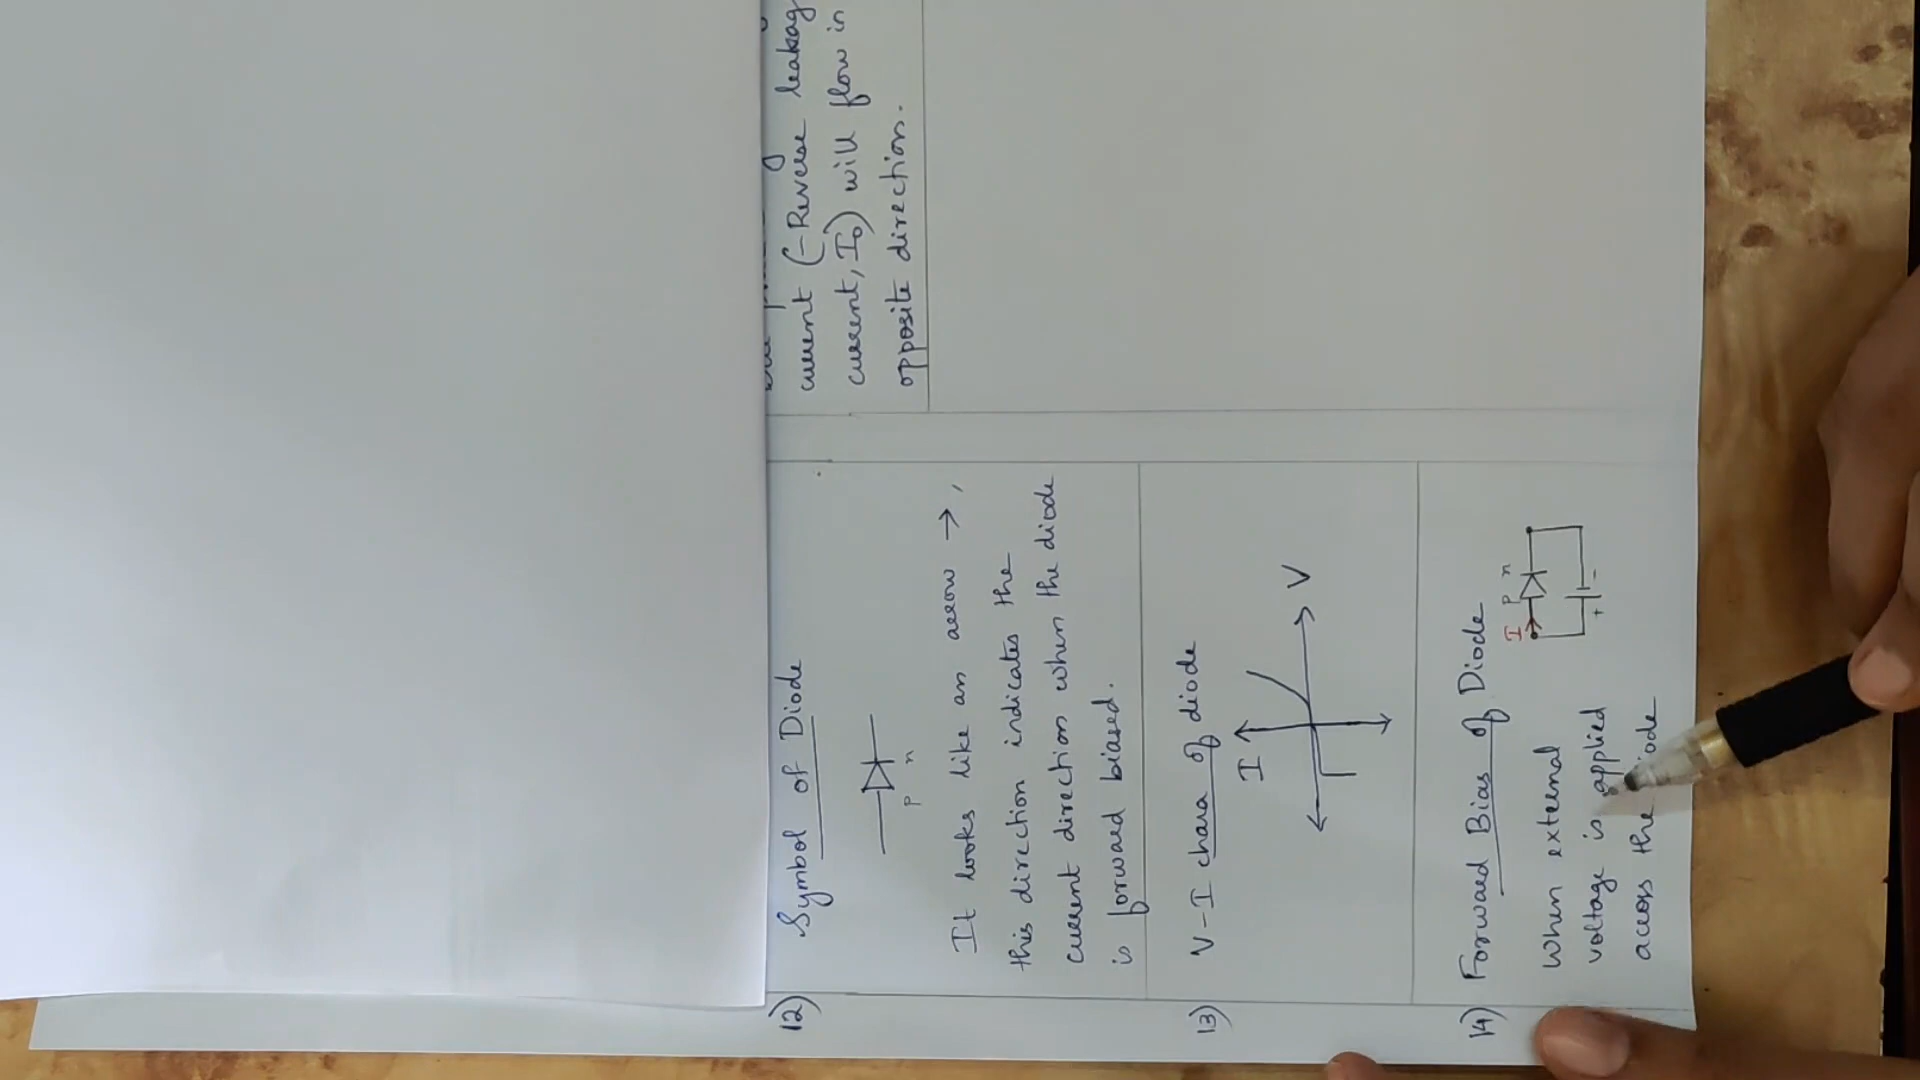 12) Symbol of Diode
p n
It looks like an arrow →,
this direction indicates the
current direction when the diode
is forward biased.
13) V-I chara of diode
I
V
14) Forward Bias of Diode
When external
voltage is applied
across the
I p n
+ -
current (-Reverse
current, I0) will flow in
opposite direction.